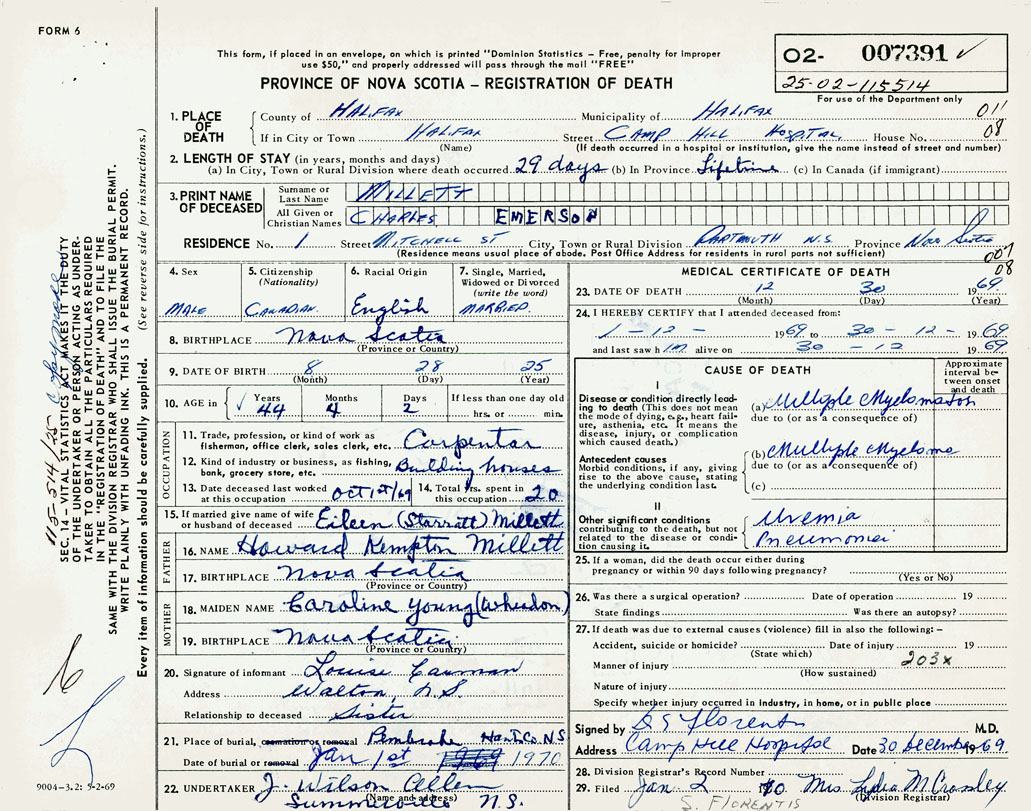 FORM 6
This form, if placed in an envelope, on which is printed "Dominion Statistics – Free, penalty for improper
use $50," and properly addressed will pass through the mail "FREE"
PROVINCE OF NOVA SCOTIA – REGISTRATION OF DEATH
02- 007391 ✓
25-02-115514
For use of the Department only
1. PLACE OF DEATH
County of HALIFAX Municipality of HALIFAX 011
If in City or Town HALIFAX Street CAMP HILL HOSPITAL House No. 08
(Name) (If death occurred in a hospital or institution, give the name instead of street and number)
2. LENGTH OF STAY (in years, months and days)
(a) In City, Town or Rural Division where death occurred 29 days (b) In Province Lifetime (c) In Canada (if immigrant)
3. PRINT NAME OF DECEASED
Surname or Last Name MILLETT
All Given or Christian Names CHARLES EMERSON
RESIDENCE No. 1 Street MITCHELL ST City, Town or Rural Division DARTMOUTH N.S. Province Nova Scotia
(Residence means usual place of abode. Post Office Address for residents in rural parts not sufficient)
007
08
4. Sex
MALE
5. Citizenship
(Nationality)
CANADIAN.
6. Racial Origin
English
7. Single, Married,
Widowed or Divorced
(write the word)
MARRIED.
8. BIRTHPLACE Nova Scotia
(Province or Country)
9. DATE OF BIRTH 8 28 25
(Month) (Day) (Year)
10. AGE in ✓ Years 44 Months 4 Days 2 If less than one day old
hrs. or min.
OCCUPATION
11. Trade, profession, or kind of work as
fisherman, office clerk, sales clerk, etc. Carpentar
12. Kind of industry or business, as fishing,
bank, grocery store, etc. Building houses
13. Date deceased last worked
at this occupation Oct 1st/69
14. Total Yrs. spent in
this occupation 20
15. If married give name of wife
or husband of deceased Eileen (Starratt) Millett
FATHER
16. NAME Howard Kempton Millett
17. BIRTHPLACE Nova Scotia
(Province or Country)
MOTHER
18. MAIDEN NAME Caroline Young (Wheadon)
19. BIRTHPLACE Nova Scotia
(Province or Country)
20. Signature of informant Louise
Address Walton, N.S.
Relationship to deceased Sister
21. Place of burial, cremation or removal Pembroke Hants Co. N.S.
Date of burial or removal Jan 1st 1969 1970
22. UNDERTAKER J. Wilson Allen
(Name and address)
Summerville N.S.
MEDICAL CERTIFICATE OF DEATH
23. DATE OF DEATH 12 30 1969
(Month) (Day) (Year)
24. I HEREBY CERTIFY that I attended deceased from:
1 - 12 - 1969 to 30 - 12 - 1969
and last saw him alive on 30 - 12 1969
CAUSE OF DEATH
Approximate
interval be-
tween onset
and death
I
Disease or condition directly lead-
ing to death (This does not mean
the mode of dying, e.g., heart fail-
ure, asthenia, etc. It means the
disease, injury, or complication
which caused death.)
(a) Multiple Myelomatosis
due to (or as a consequence of)
Antecedent causes
Morbid conditions, if any, giving
rise to the above cause, stating
the underlying condition last.
(b) Multiple Myeloma
due to (or as a consequence of)
(c)
II
Other significant conditions
contributing to the death, but not
related to the disease or condi-
tion causing it.
Uremia
Pneumonia
25. If a woman, did the death occur either during
pregnancy or within 90 days following pregnancy?
(Yes or No)
26. Was there a surgical operation? Date of operation 19
State findings Was there an autopsy?
27. If death was due to external causes (violence) fill in also the following: –
Accident, suicide or homicide? Date of injury 19
(State which)
Manner of injury 203x
(How sustained)
Nature of injury
Specify whether injury occurred in industry, in home, or in public place
Signed by S Florentis M.D.
Address Camp Hill Hospital Date 30 December 1969
28. Division Registrar's Record Number
29. Filed Jan 2 70 Mrs Lydia M Crossley
(Division Registrar)
S. FLORENTIS
115-514/25
SEC. 14 – VITAL STATISTICS ACT MAKES IT THE DUTY
OF THE UNDERTAKER OR PERSON ACTING AS UNDER-
TAKER TO OBTAIN ALL THE PARTICULARS REQUIRED
IN THE "REGISTRATION OF DEATH" AND TO FILE THE
SAME WITH THE DIVISION REGISTRAR WHO SHALL ISSUE THE BURIAL PERMIT.
WRITE PLAINLY WITH UNFADING INK. THIS IS A PERMANENT RECORD.
Every item of information should be carefully supplied. (See reverse side for instructions.)
9004-3.2: 5-2-69